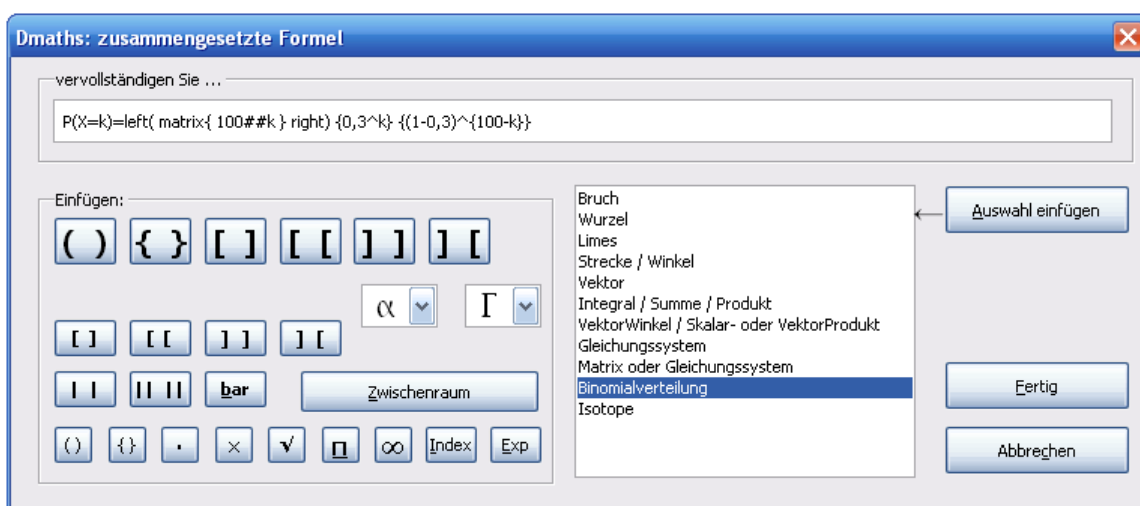 Dmaths: zusammengesetzte Formel
vervollständigen Sie ...
P(X=k)=left( matrix{ 100##k } right) {0,3^k} {(1-0,3)^{100-k}}
Einfügen:
( ) { } [ ] [ [ ] ] ] [
α Γ
[ ] [ [ ] ] ] [
| | || || bar Zwischenraum
() {} · × √ ∏ ∞ Index Exp
Bruch
Wurzel
Limes
Strecke / Winkel
Vektor
Integral / Summe / Produkt
VektorWinkel / Skalar- oder VektorProdukt
Gleichungssystem
Matrix oder Gleichungssystem
Binomialverteilung
Isotope
← Auswahl einfügen
Fertig
Abbrechen